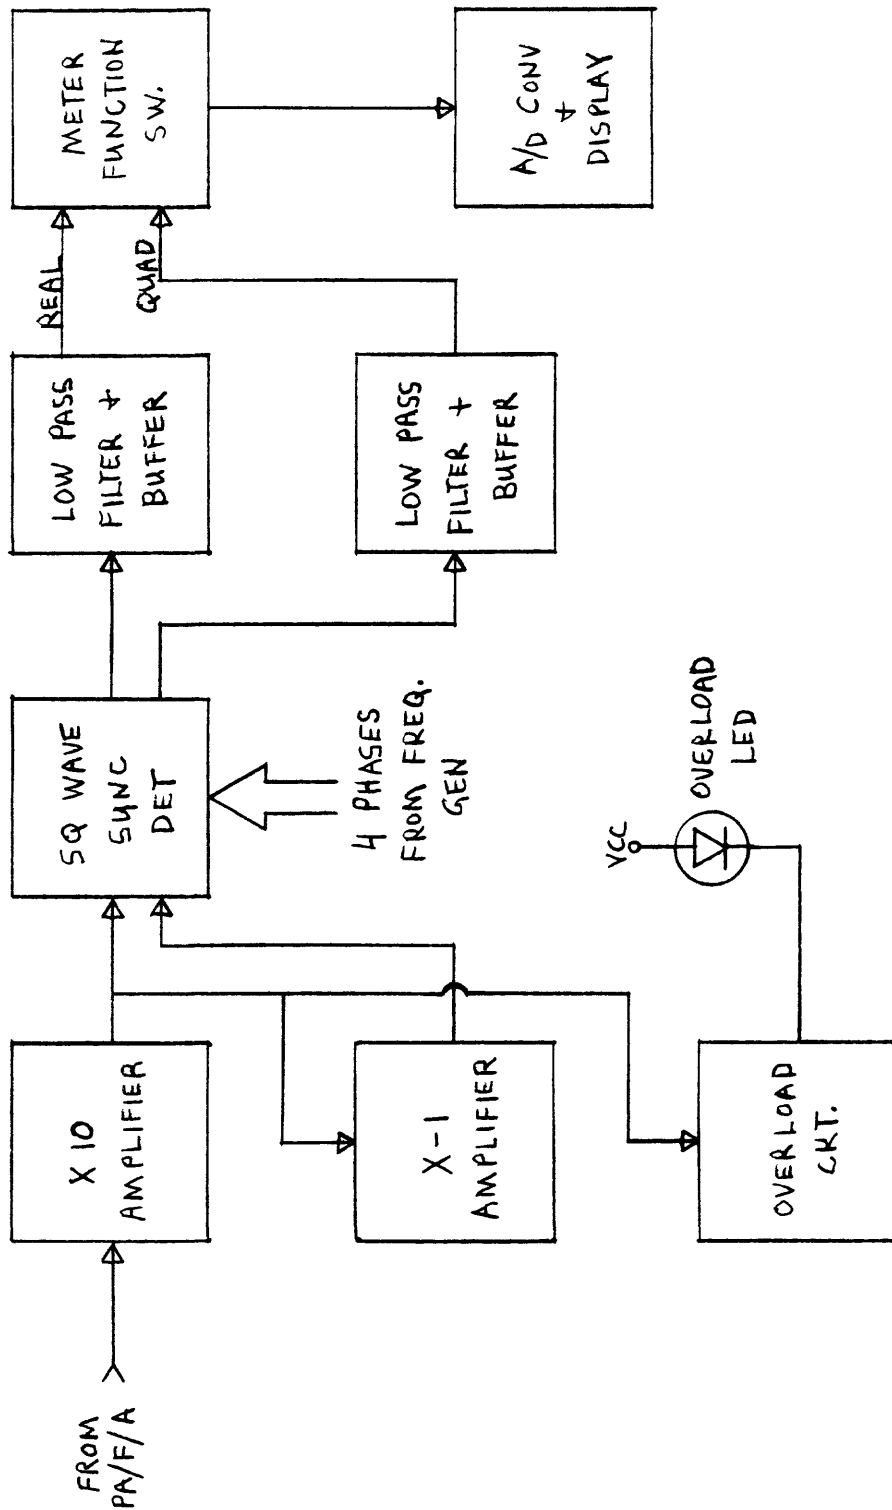 FROM
PA/F/A
X 10
AMPLIFIER
SQ WAVE
SYNC
DET
LOW PASS
FILTER +
BUFFER
REAL
METER
FUNCTION
SW.
QUAD
4 PHASES
FROM FREQ.
GEN
X-1
AMPLIFIER
LOW PASS
FILTER +
BUFFER
A/D CONV
+
DISPLAY
OVERLOAD
CKT.
VCC
OVERLOAD
LED